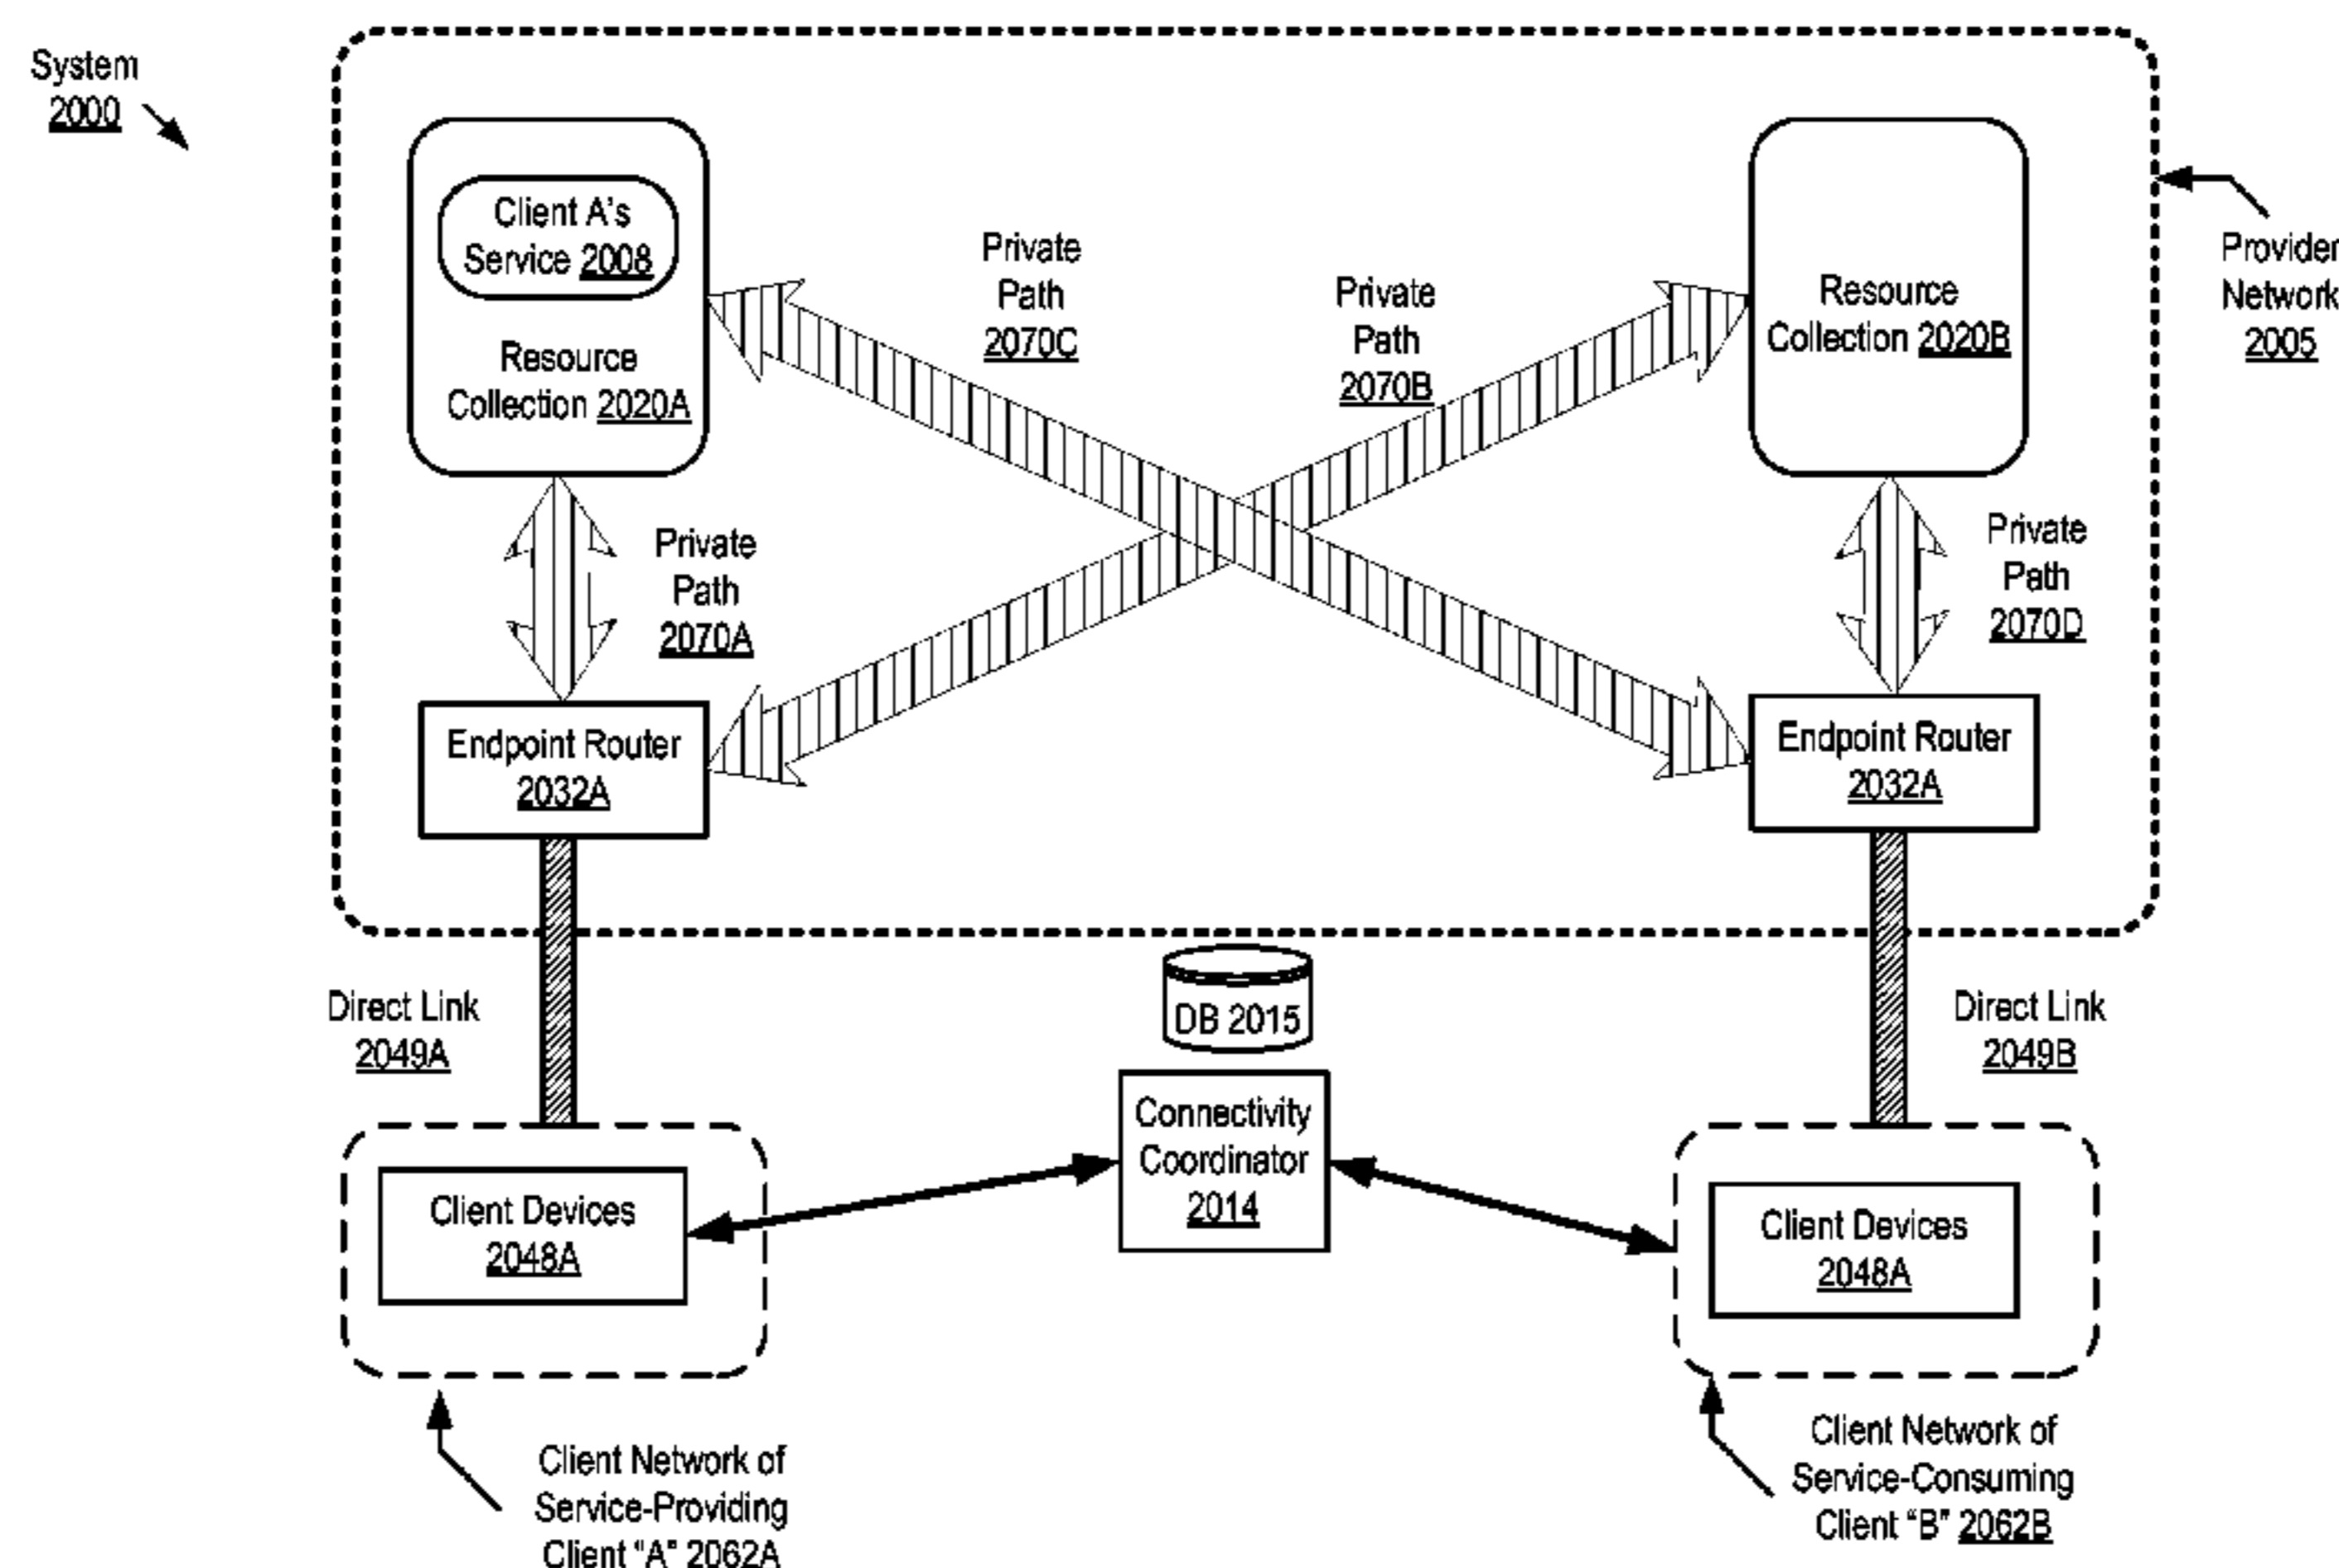 System
2000
Client A's
Service 2008
Resource
Collection 2020A
Private
Path
2070C
Private
Path
2070B
Resource
Collection 2020B
Provider
Network
2005
Private
Path
2070A
Private
Path
2070D
Endpoint Router
2032A
Endpoint Router
2032A
Direct Link
2049A
DB 2015
Direct Link
2049B
Connectivity
Coordinator
2014
Client Devices
2048A
Client Devices
2048A
Client Network of
Service-Providing
Client “A” 2062A
Client Network of
Service-Consuming
Client “B” 2062B